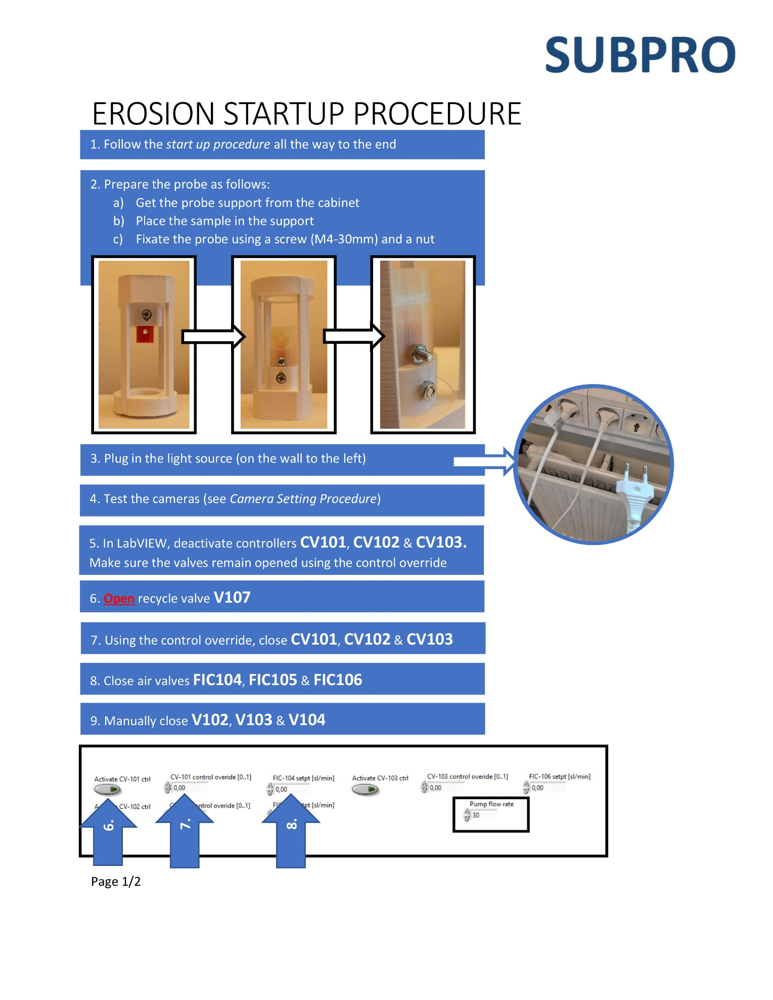 SUBPRO
EROSION STARTUP PROCEDURE
1. Follow the start up procedure all the way to the end
2. Prepare the probe as follows:
a) Get the probe support from the cabinet
b) Place the sample in the support
c) Fixate the probe using a screw (M4-30mm) and a nut
3. Plug in the light source (on the wall to the left)
4. Test the cameras (see Camera Setting Procedure)
5. In LabVIEW, deactivate controllers CV101, CV102 & CV103.
Make sure the valves remain opened using the control override
6. Open recycle valve V107
7. Using the control override, close CV101, CV102 & CV103
8. Close air valves FIC104, FIC105 & FIC106
9. Manually close V102, V103 & V104
Activate CV-101 ctrl CV-101 control overide [0..1] FIC-104 setpt [sl/min] Activate CV-103 ctrl CV-103 control overide [0..1] FIC-106 setpt [sl/min]
0,00 0,00 0,00 0,00
CV-102 ctrl overide [0..1] [sl/min] Pump flow rate
30
6. 7. 8.
Page 1/2